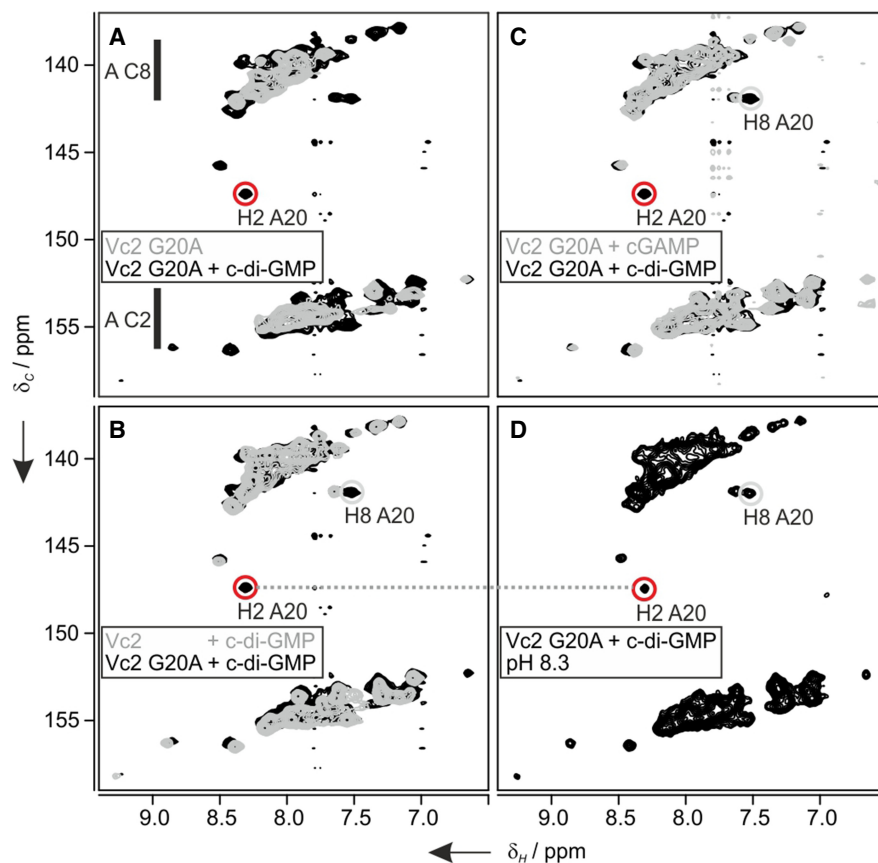 A
140
A C8
145
H2 A20
150
Vc2 G20A
Vc2 G20A + c-di-GMP
A C2
155
C
H8 A20
H2 A20
Vc2 G20A + cGAMP
Vc2 G20A + c-di-GMP
δC / ppm
B
140
H8 A20
145
H2 A20
150
Vc2 + c-di-GMP
Vc2 G20A + c-di-GMP
155
D
H8 A20
H2 A20
Vc2 G20A + c-di-GMP
pH 8.3
9.0 8.5 8.0 7.5 7.0
9.0 8.5 8.0 7.5 7.0
δH / ppm